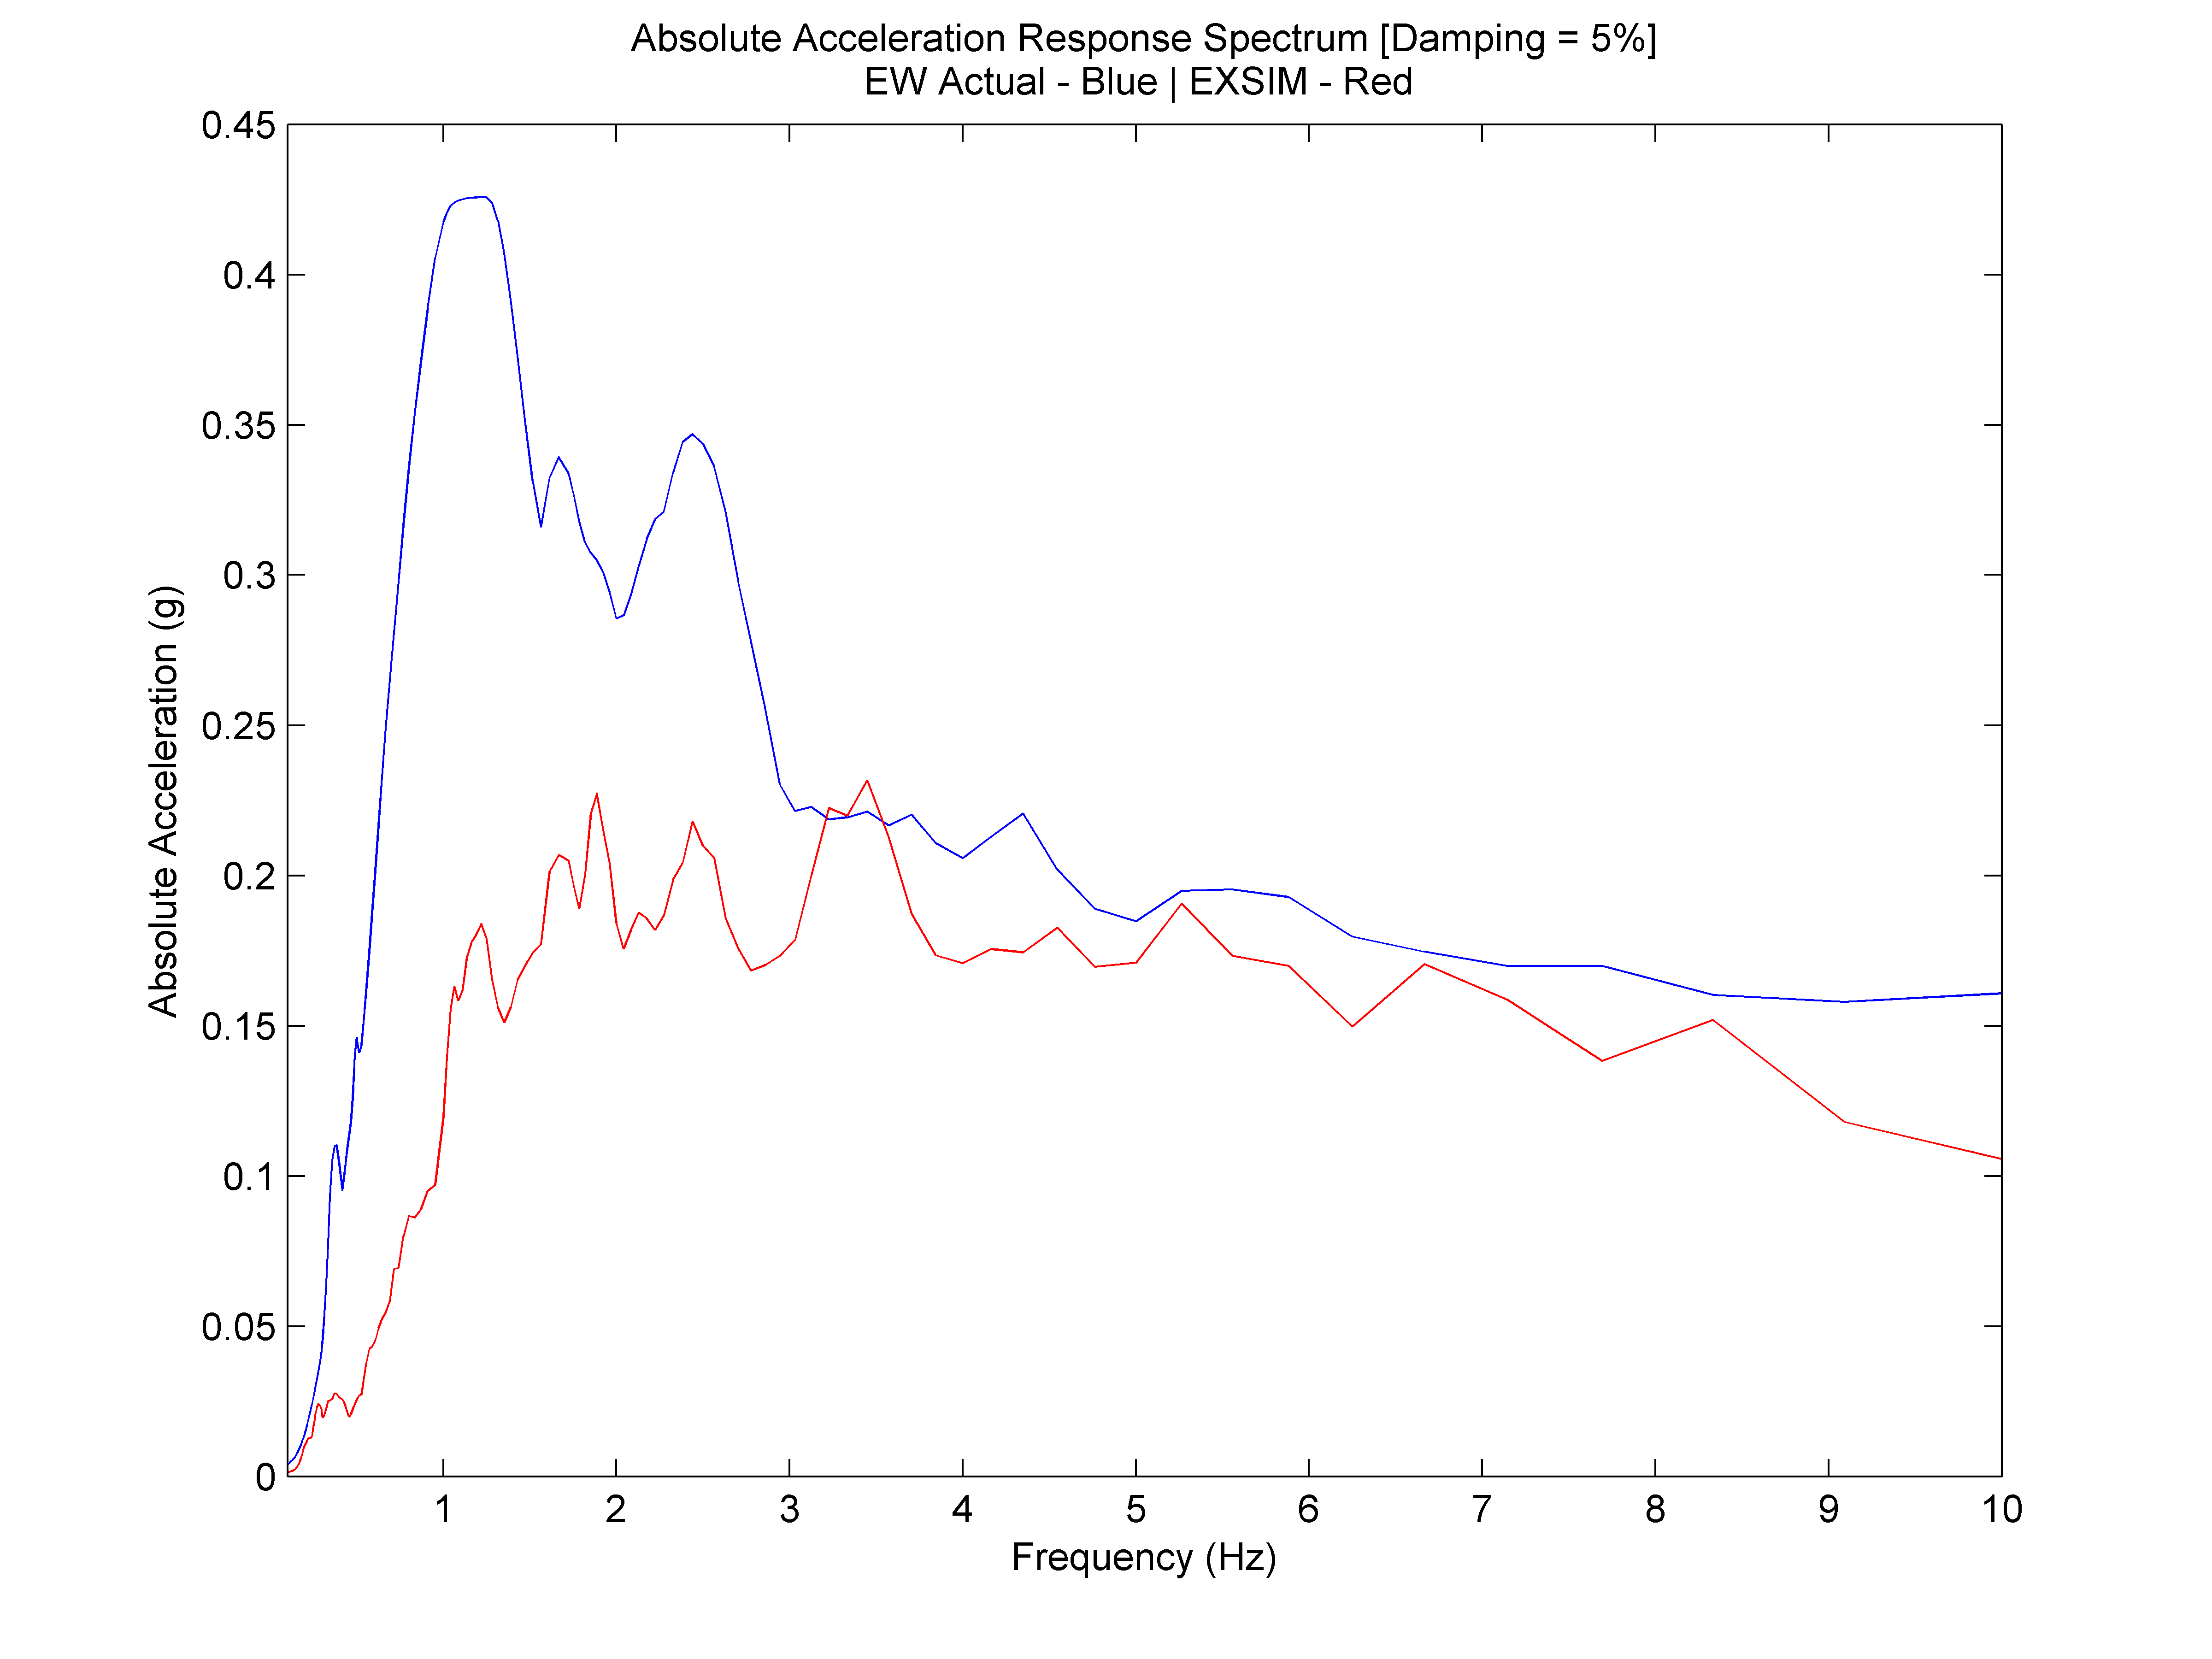 Absolute Acceleration Response Spectrum [Damping = 5%]
EW Actual - Blue | EXSIM - Red
0.45
0.4
0.35
0.3
0.25
0.2
0.15
0.1
0.05
0
Absolute Acceleration (g)
1 2 3 4 5 6 7 8 9 10
Frequency (Hz)